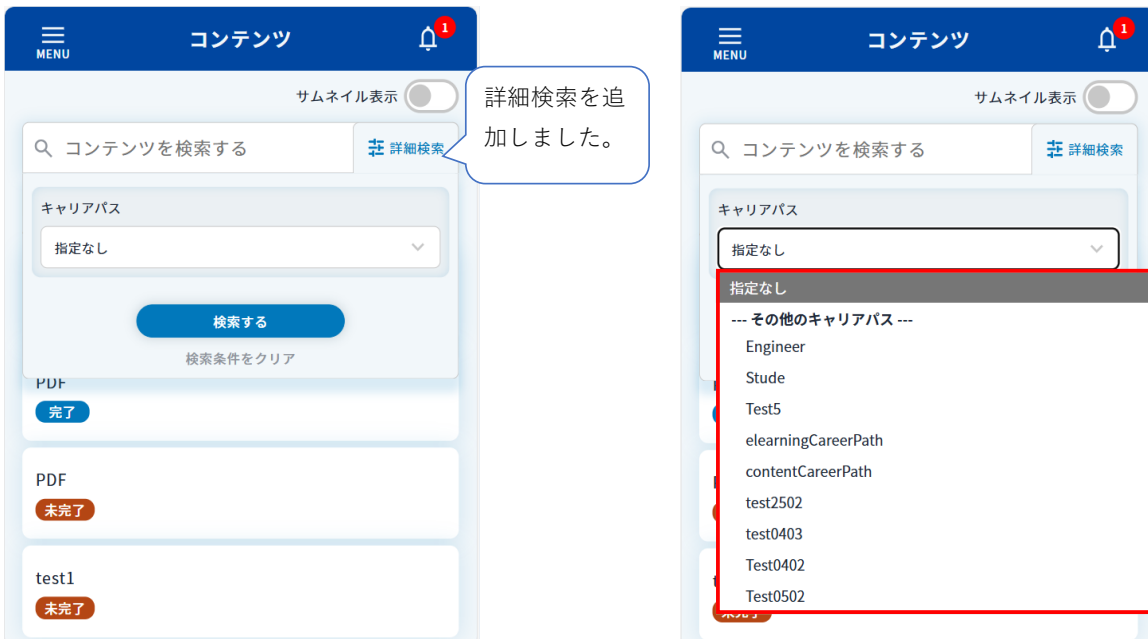 MENU
コンテンツ
1
サムネイル表示
コンテンツを検索する
詳細検索
キャリアパス
指定なし
検索する
検索条件をクリア
PDF
完了
PDF
未完了
test1
未完了
詳細検索を追
加しました。
MENU
コンテンツ
1
サムネイル表示
コンテンツを検索する
詳細検索
キャリアパス
指定なし
指定なし
--- その他のキャリアパス ---
Engineer
Stude
Test5
elearningCareerPath
contentCareerPath
test2502
test0403
Test0402
Test0502